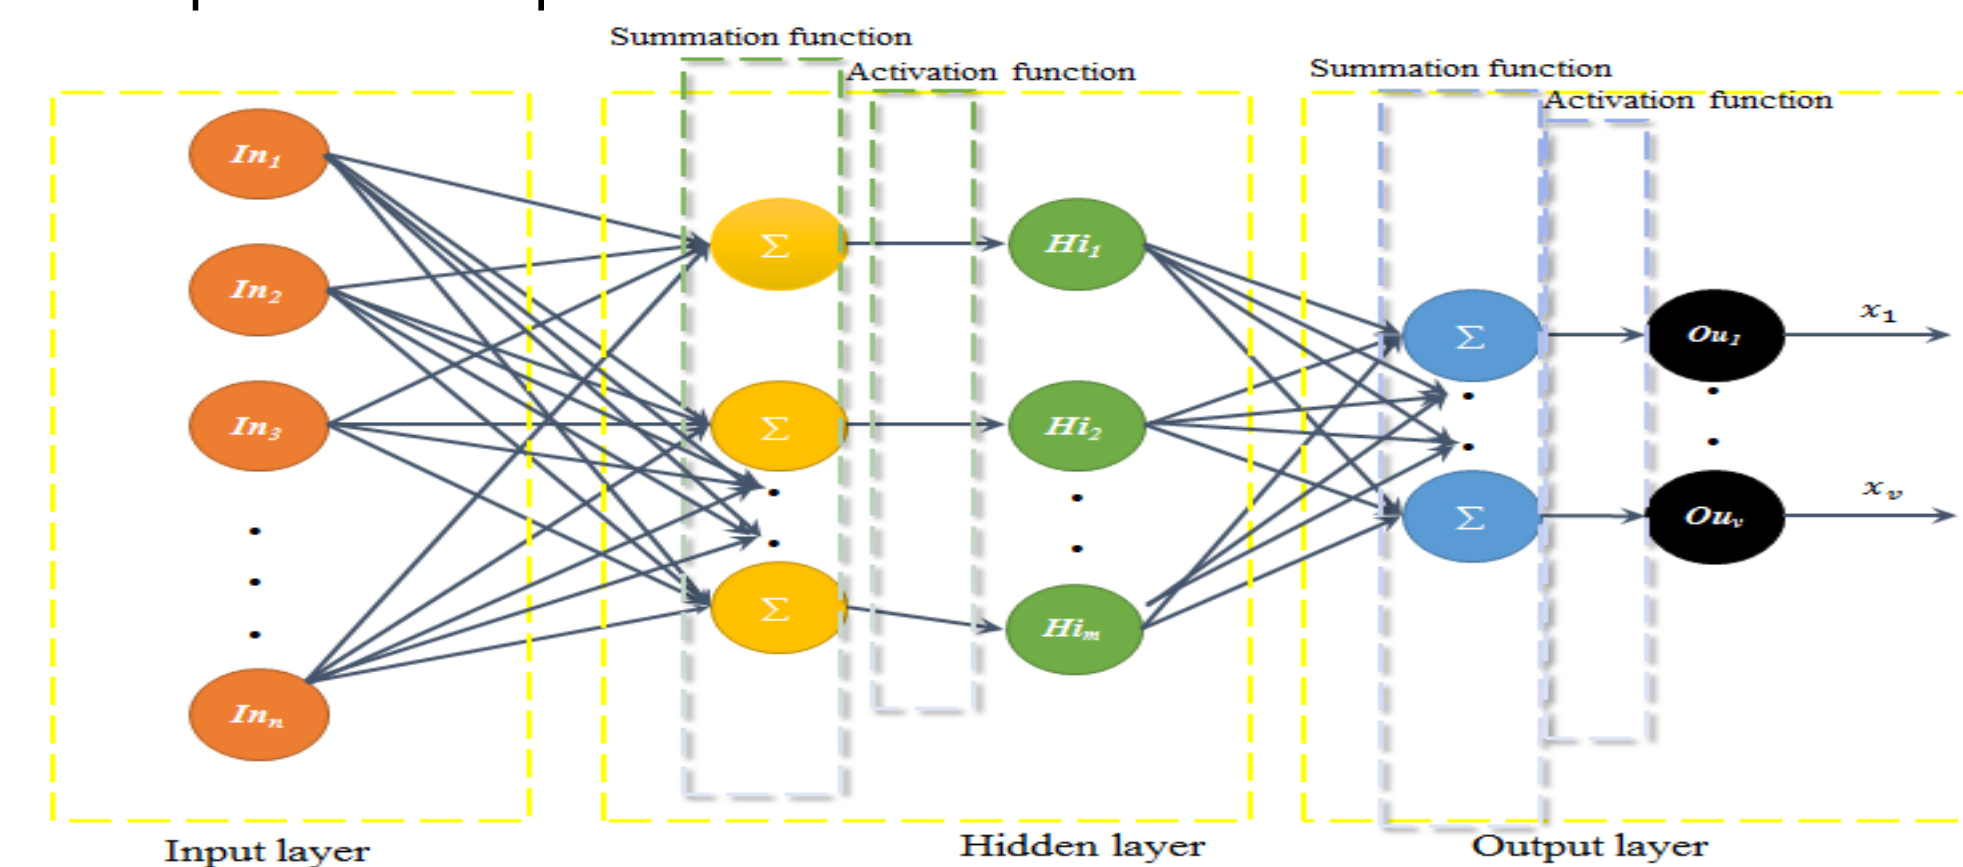 Summation function
Activation function
Summation function
Activation function
In₁
In₂
In₃
Inₙ
Σ
Σ
Σ
Hi₁
Hi₂
Hiₘ
Σ
Σ
Ou₁
Ouᵥ
x₁
xᵥ
Input layer
Hidden layer
Output layer